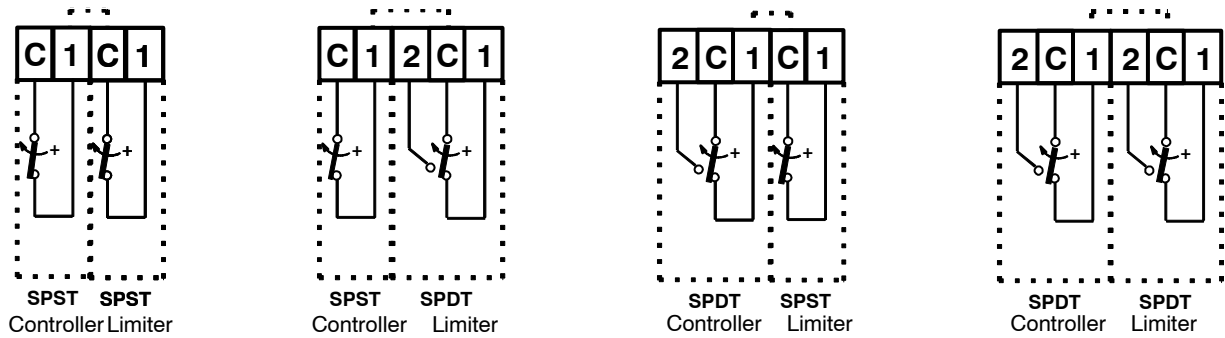 C 1 C 1
+ +
SPST SPST
Controller Limiter
C 1 2 C 1
+ +
SPST SPDT
Controller Limiter
2 C 1 C 1
+ +
SPDT SPST
Controller Limiter
2 C 1 2 C 1
+ +
SPDT SPDT
Controller Limiter